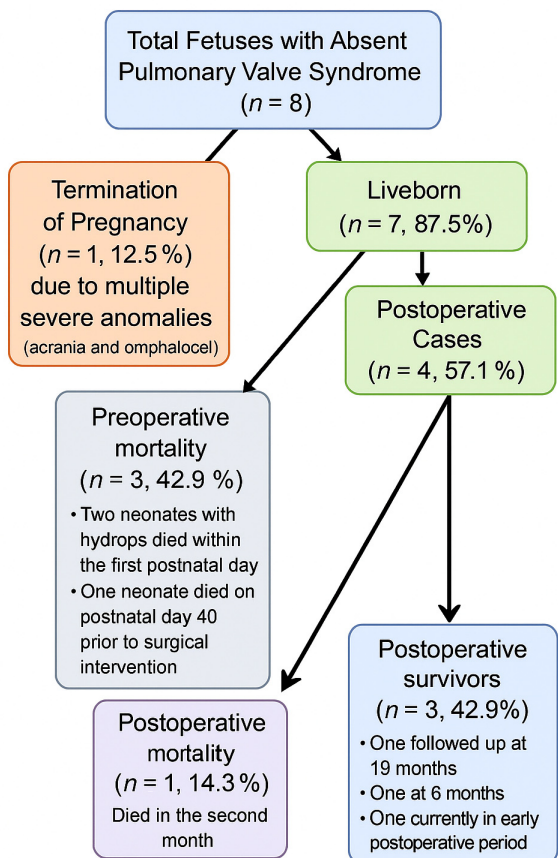 Total Fetuses with Absent
Pulmonary Valve Syndrome
(n = 8)
Termination
of Pregnancy
(n = 1, 12.5 %)
due to multiple
severe anomalies
(acrania and omphalocel)
Liveborn
(n = 7, 87.5%)
Postoperative
Cases
(n = 4, 57.1 %)
Preoperative
mortality
(n = 3, 42.9 %)
• Two neonates with
hydrops died within
the first postnatal day
• One neonate died on
postnatal day 40
prior to surgical
intervention
Postoperative
mortality
(n = 1, 14.3 %)
Died in the second
month
Postoperative
survivors
(n = 3, 42.9%)
• One followed up at
19 months
• One at 6 months
• One currently in early
postoperative period